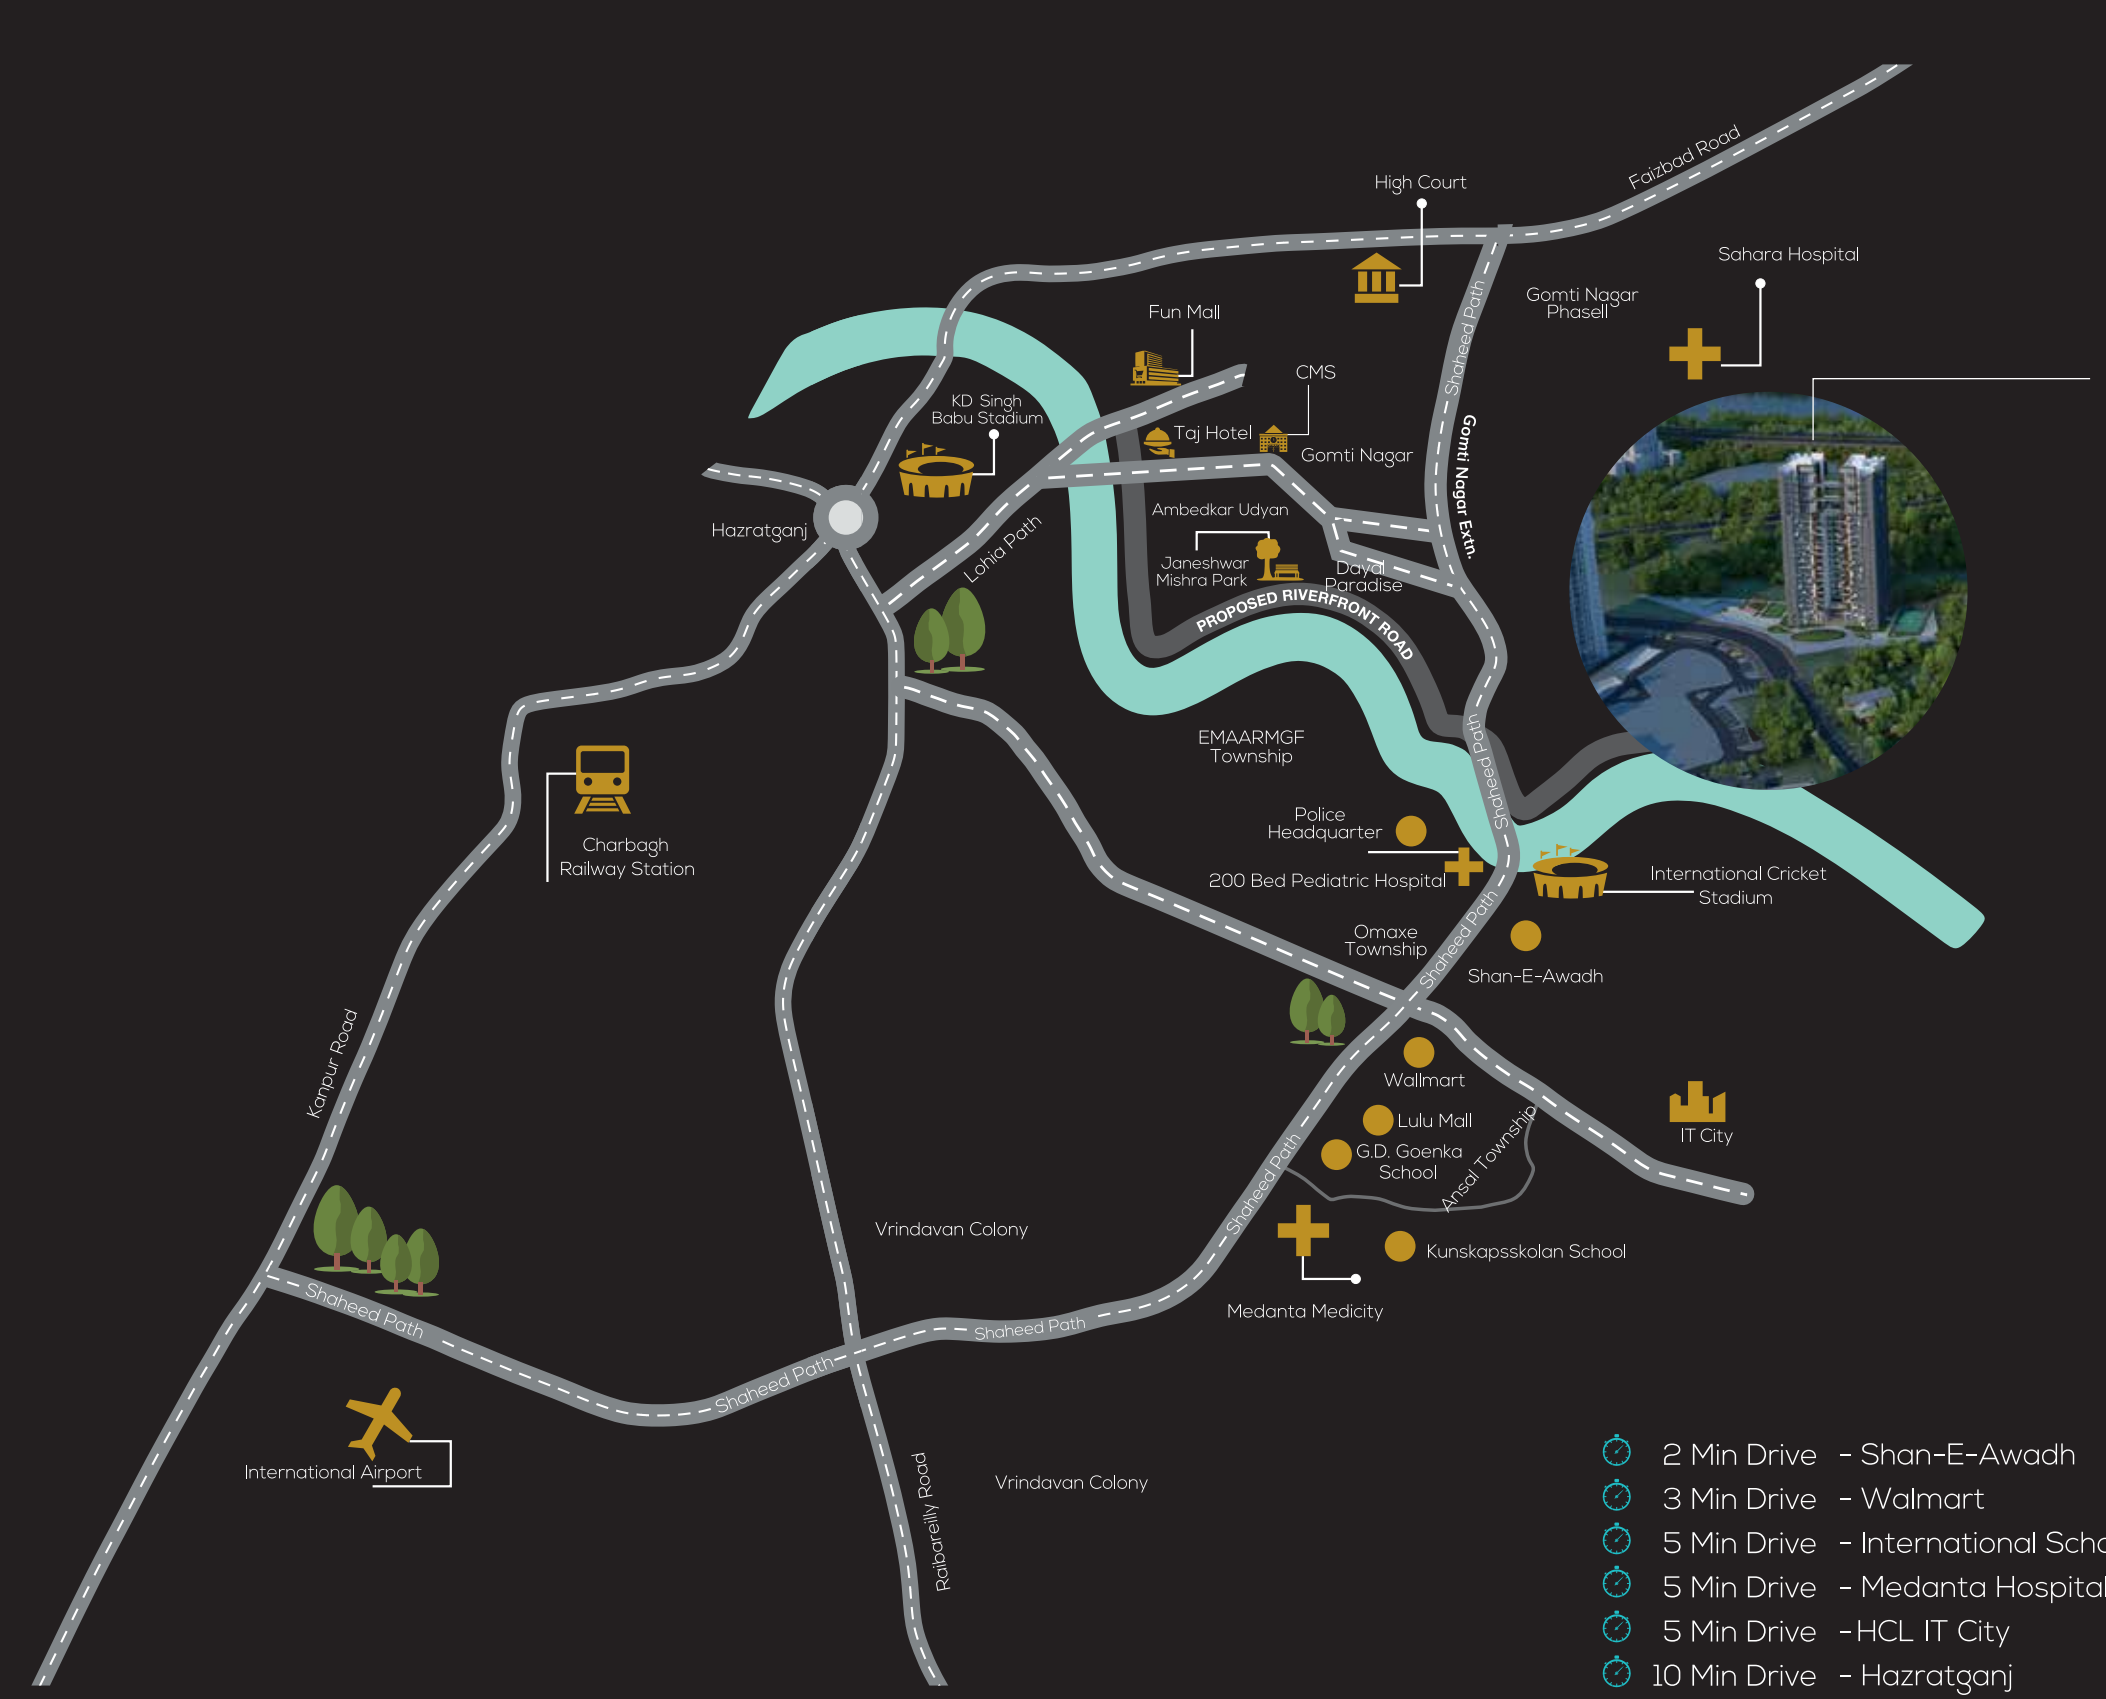 Faizbad Road
High Court
Sahara Hospital
Gomti Nagar
PhaseII
Shaheed Path
Fun Mall
CMS
KD Singh
Babu Stadium
Taj Hotel
Gomti Nagar
Gomti Nagar Extn.
Ambedkar Udyan
Hazratganj
Lohia Path
Janeshwar
Mishra Park
Dayal
Paradise
PROPOSED RIVERFRONT ROAD
EMAARMGF
Township
Shaheed Path
Police
Headquarter
Charbagh
Railway Station
200 Bed Pediatric Hospital
International Cricket
Stadium
Omaxe
Township
Shaheed Path
Shan-E-Awadh
Kanpur Road
Wallmart
Lulu Mall
IT City
G.D. Goenka
School
Ansal Township
Shaheed Path
Vrindavan Colony
Kunskapsskolan School
Medanta Medicity
Shaheed Path
Shaheed Path
Shaheed Path
International Airport
Raibareilly Road
Vrindavan Colony
2 Min Drive - Shan-E-Awadh
3 Min Drive - Walmart
5 Min Drive - International Scho
5 Min Drive - Medanta Hospital
5 Min Drive -HCL IT City
10 Min Drive - Hazratganj